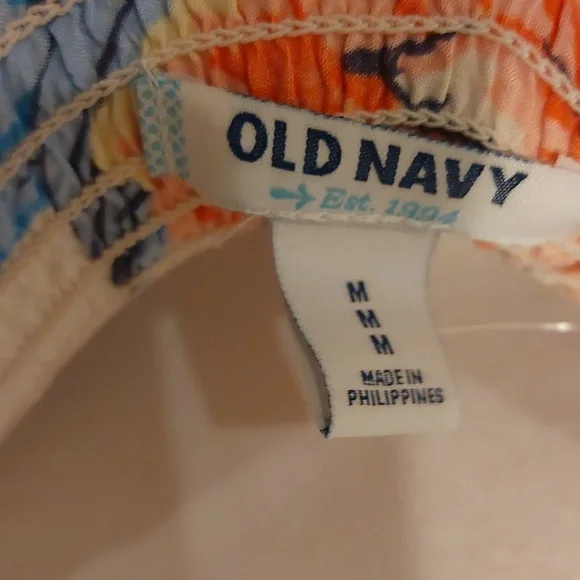 OLD NAVY
Est. 1994
M
M
M
MADE IN
PHILIPPINES